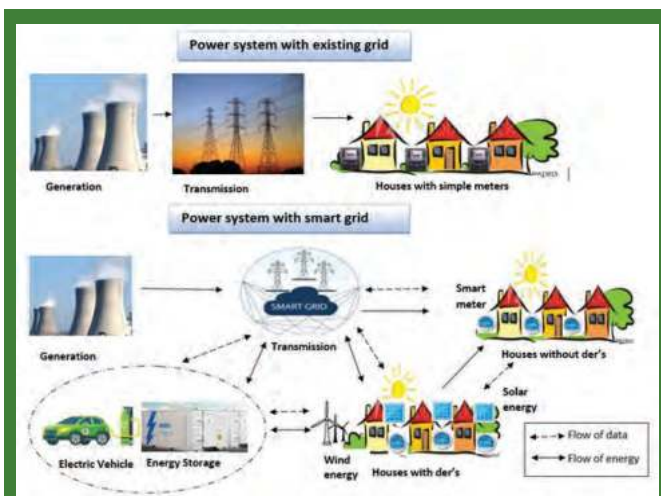 Power system with existing grid
Generation
Transmission
Houses with simple meters
Power system with smart grid
SMART GRID
Smart
meter
Generation
Transmission
Houses without der's
Solar
energy
Electric Vehicle
Energy Storage
Wind
energy
Houses with der's
Flow of data
Flow of energy